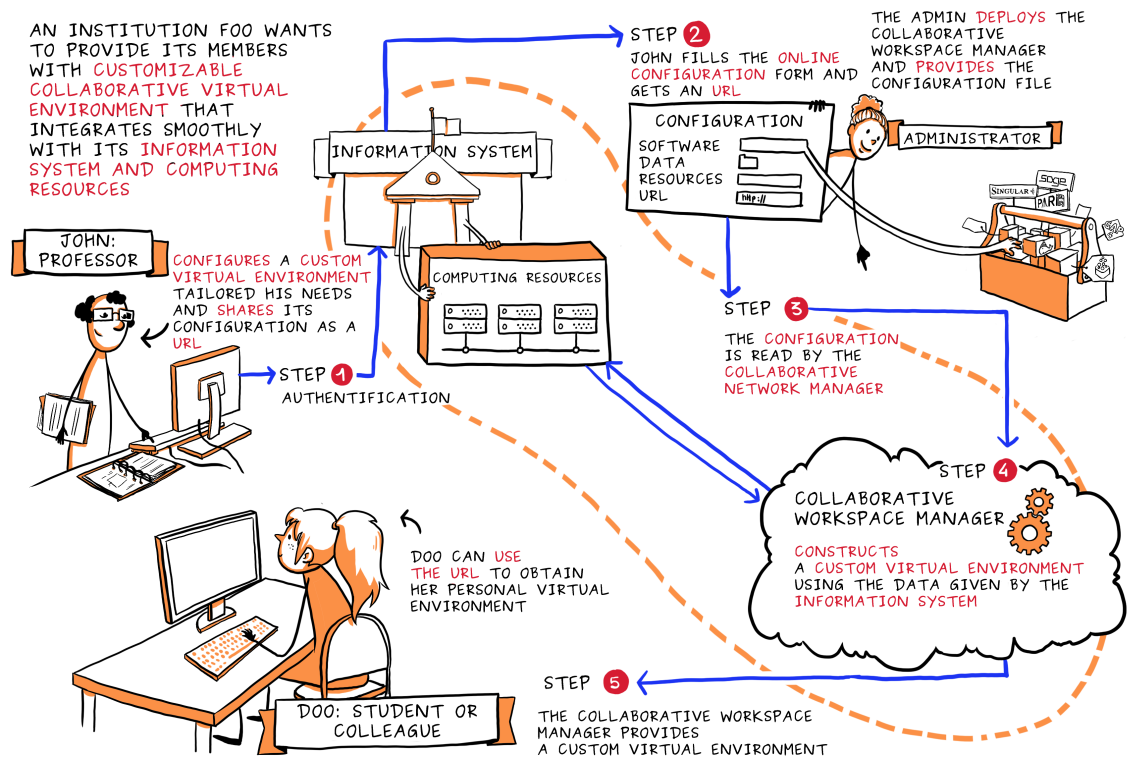 AN INSTITUTION FOO WANTS
TO PROVIDE ITS MEMBERS
WITH CUSTOMIZABLE
COLLABORATIVE VIRTUAL
ENVIRONMENT THAT
INTEGRATES SMOOTHLY
WITH ITS INFORMATION
SYSTEM AND COMPUTING
RESOURCES
JOHN:
PROFESSOR
CONFIGURES A CUSTOM
VIRTUAL ENVIRONMENT
TAILORED HIS NEEDS
AND SHARES ITS
CONFIGURATION AS A
URL
STEP 1
AUTHENTIFICATION
INFORMATION SYSTEM
COMPUTING RESOURCES
STEP 2
JOHN FILLS THE ONLINE
CONFIGURATION FORM AND
GETS AN URL
CONFIGURATION
SOFTWARE
DATA
RESOURCES
URL
http://
THE ADMIN DEPLOYS THE
COLLABORATIVE
WORKSPACE MANAGER
AND PROVIDES THE
CONFIGURATION FILE
ADMINISTRATOR
SINGULAR
sage
PARI
STEP 3
THE CONFIGURATION
IS READ BY THE
COLLABORATIVE
NETWORK MANAGER
STEP 4
COLLABORATIVE
WORKSPACE MANAGER
CONSTRUCTS
A CUSTOM VIRTUAL ENVIRONMENT
USING THE DATA GIVEN BY THE
INFORMATION SYSTEM
DOO CAN USE
THE URL TO OBTAIN
HER PERSONAL VIRTUAL
ENVIRONMENT
DOO: STUDENT OR
COLLEAGUE
STEP 5
THE COLLABORATIVE WORKSPACE
MANAGER PROVIDES
A CUSTOM VIRTUAL ENVIRONMENT